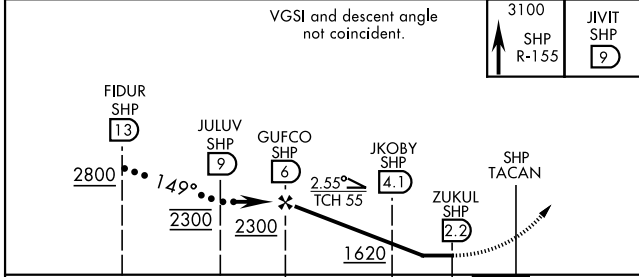 VGSI and descent angle
not coincident.
3100
SHP
R-155
JIVIT
SHP
9
FIDUR
SHP
13
JULUV
SHP
9
GUFCO
SHP
6
JKOBY
SHP
4.1
ZUKUL
SHP
2.2
SHP
TACAN
2800
149°
2300
2300
2.55°
TCH 55
1620